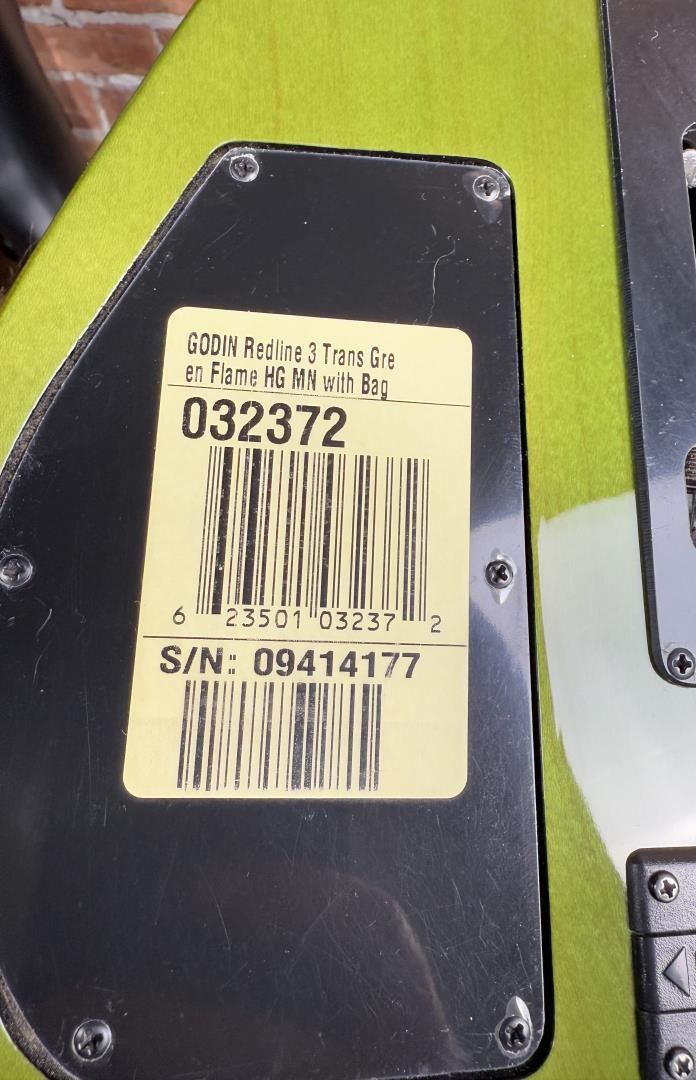 GODIN Redline 3 Trans Gre
en Flame HG MN with Bag
032372
6 23501 03237 2
S/N: 09414177